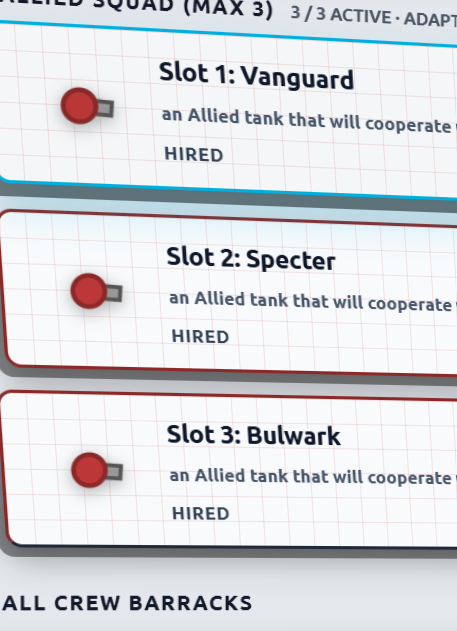 ALLIED SQUAD (MAX 3) 3 / 3 ACTIVE · ADAPT
Slot 1: Vanguard
an Allied tank that will cooperate
HIRED
Slot 2: Specter
an Allied tank that will cooperate
HIRED
Slot 3: Bulwark
an Allied tank that will cooperate
HIRED
ALL CREW BARRACKS